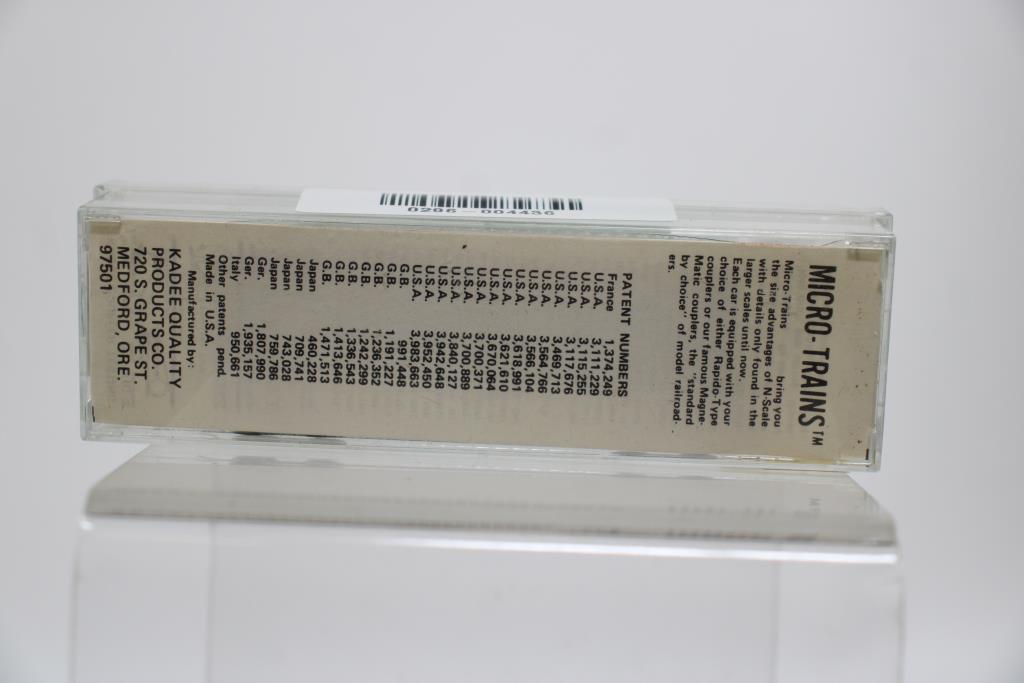 MICRO-TRAINS™
Micro-Trains bring you
the size advantages of N-Scale
with details only found in the
larger scales until now.
Each car is equipped with your
choice of either Rapido-Type
couplers or our famous Magne-
Matic couplers, the "standard
by choice" of model railroad-
ers.
PATENT NUMBERS
France 1,374,249
U.S.A. 3,111,229
U.S.A. 3,115,255
U.S.A. 3,117,676
U.S.A. 3,469,713
U.S.A. 3,564,766
U.S.A. 3,566,104
U.S.A. 3,618,991
U.S.A. 3,621,610
U.S.A. 3,670,064
U.S.A. 3,700,371
U.S.A. 3,700,889
U.S.A. 3,840,127
U.S.A. 3,942,648
U.S.A. 3,952,450
U.S.A. 3,983,663
G.B. 991,448
G.B. 1,191,227
G.B. 1,236,352
G.B. 1,242,299
G.B. 1,336,543
G.B. 1,413,644
G.B. 1,471,513
Japan 460,228
Japan 709,741
Japan 743,028
Japan 759,786
Ger. 1,807,990
Ger. 1,935,157
Italy 950,661
Other patents pend.
Made in U.S.A.
Manufactured by:
KADEE QUALITY
PRODUCTS CO.
720 S. GRAPE ST.
MEDFORD, ORE.
97501
0206-004436